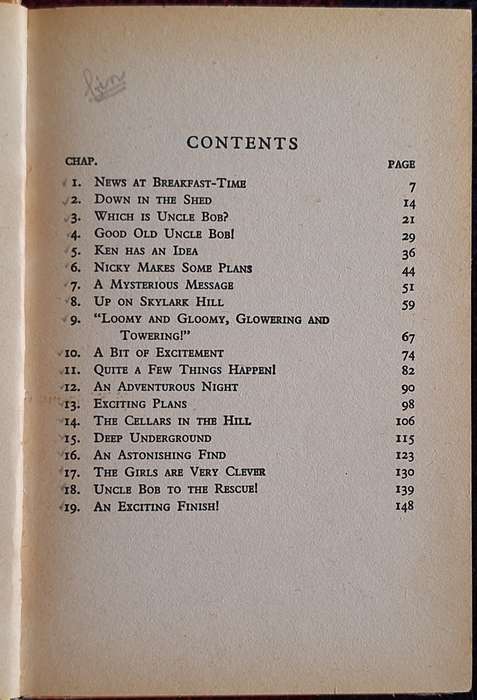 fin
CONTENTS
CHAP. PAGE
1. News at Breakfast-Time 7
2. Down in the Shed 14
3. Which is Uncle Bob? 21
4. Good Old Uncle Bob! 29
5. Ken has an Idea 36
6. Nicky Makes Some Plans 44
7. A Mysterious Message 51
8. Up on Skylark Hill 59
9. "Loomy and Gloomy, Glowering and
Towering!" 67
10. A Bit of Excitement 74
11. Quite a Few Things Happen! 82
12. An Adventurous Night 90
13. Exciting Plans 98
14. The Cellars in the Hill 106
15. Deep Underground 115
16. An Astonishing Find 123
17. The Girls are Very Clever 130
18. Uncle Bob to the Rescue! 139
19. An Exciting Finish! 148